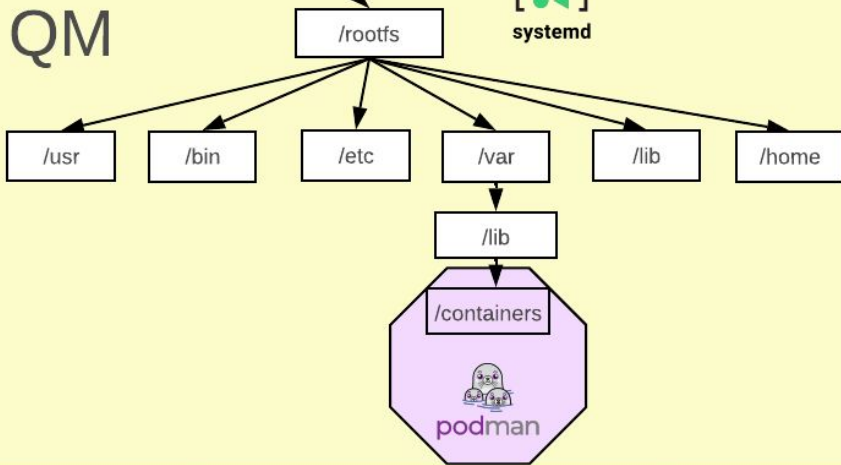 QM
/rootfs
systemd
/usr
/bin
/etc
/var
/lib
/home
/lib
/containers
podman